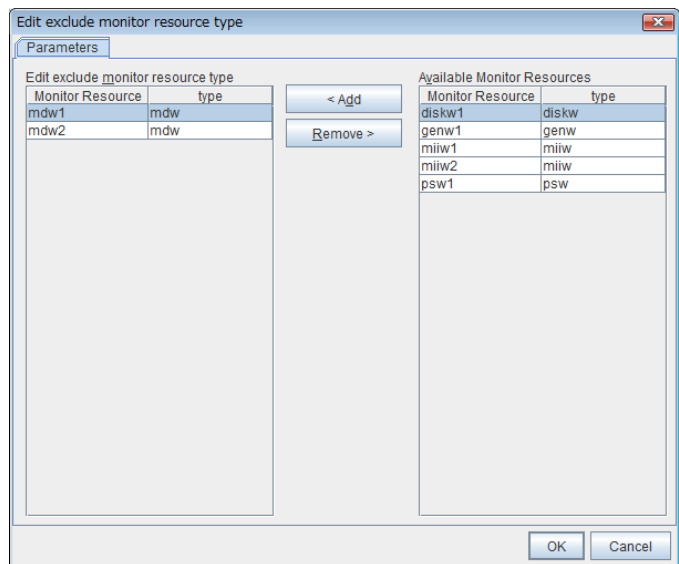 Edit exclude monitor resource type
Parameters
Edit exclude monitor resource type
Monitor Resource type
mdw1 mdw
mdw2 mdw
< Add
Remove >
Available Monitor Resources
Monitor Resource type
diskw1 diskw
genw1 genw
miiw1 miiw
miiw2 miiw
psw1 psw
OK Cancel